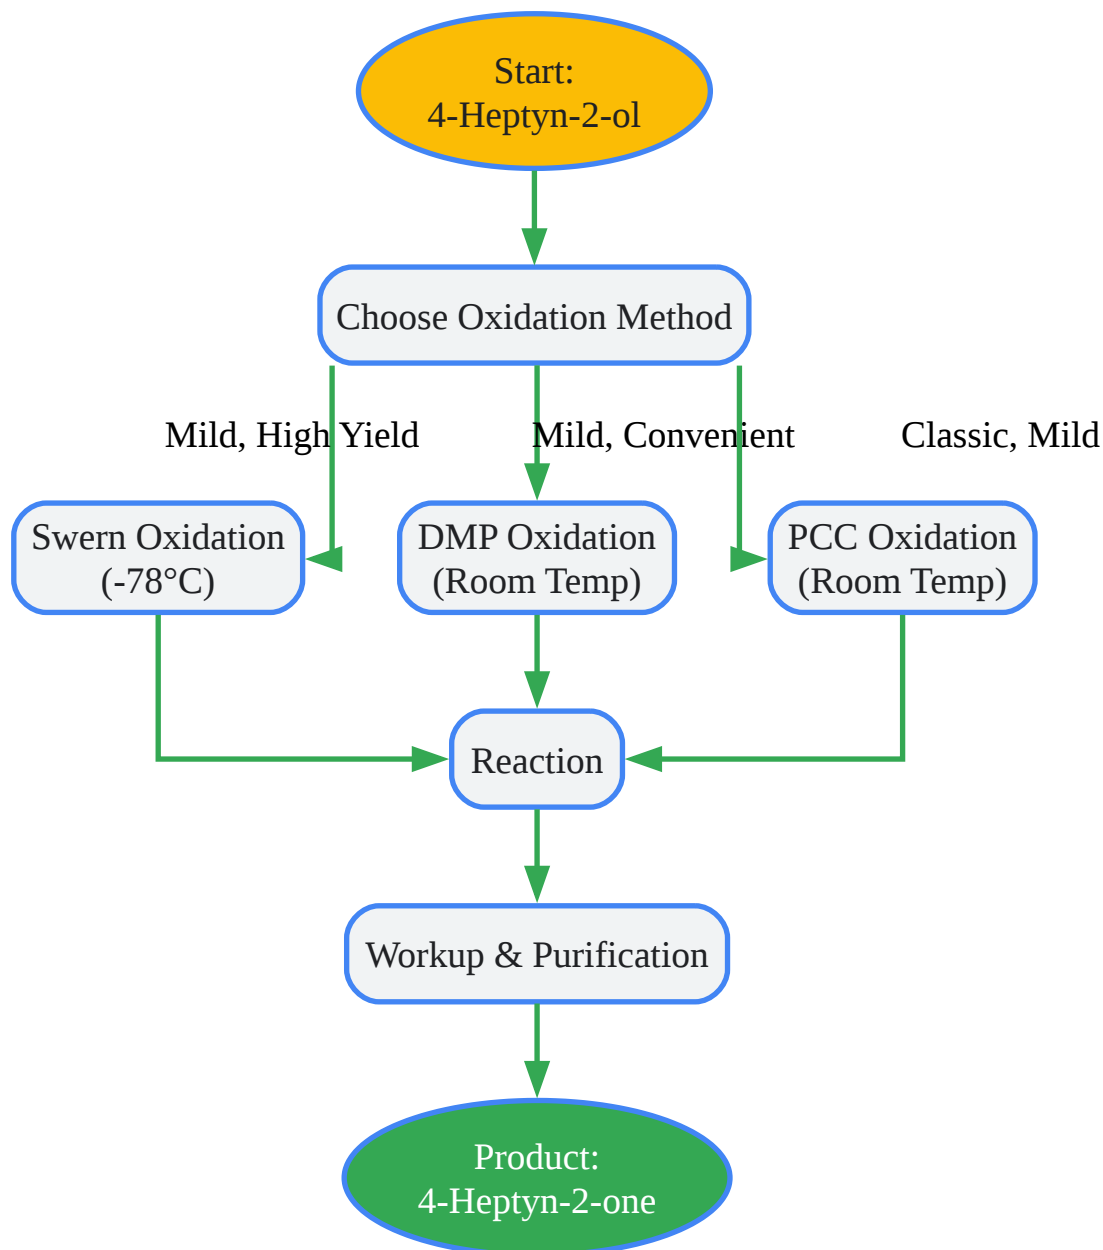 Start:
4-Heptyn-2-ol
Choose Oxidation Method
Mild, High Yield
Mild, Convenient
Classic, Mild
Swern Oxidation
(-78°C)
DMP Oxidation
(Room Temp)
PCC Oxidation
(Room Temp)
Reaction
Workup & Purification
Product:
4-Heptyn-2-one